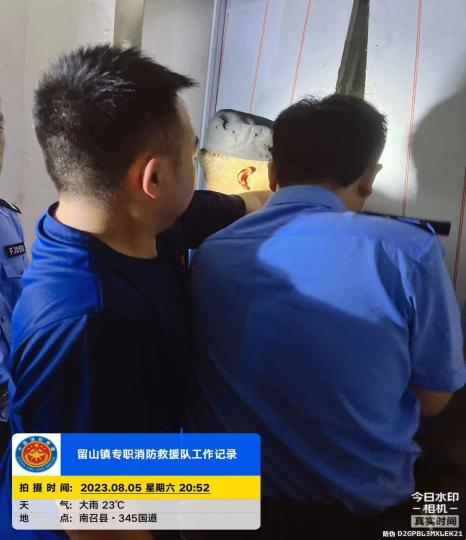 FJ0502
留山镇专职消防救援队工作记录
拍摄时间: 2023.08.05 星期六 20:52
天气: 大雨 23℃
地点: 南召县·345国道
今日水印
-相机-
真实时间
防伪 D2GPBL3MXLEK21